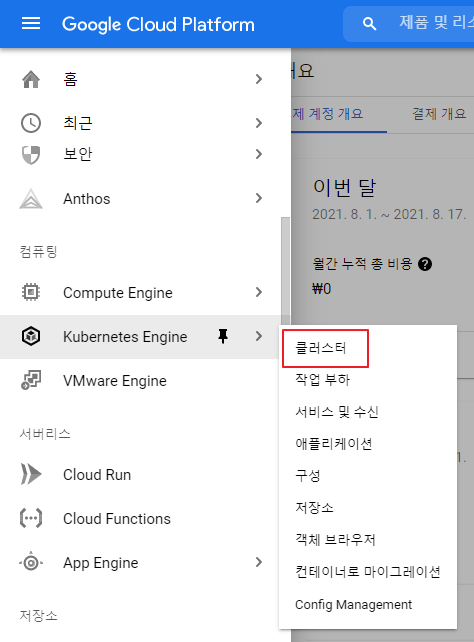 Google Cloud Platform
제품 및 리소
홈
최근
보안
Anthos
컴퓨팅
Compute Engine
Kubernetes Engine
VMware Engine
서버리스
Cloud Run
Cloud Functions
App Engine
저장소
클러스터
작업 부하
서비스 및 수신
애플리케이션
구성
저장소
객체 브라우저
컨테이너로 마이그레이션
Config Management
개요
제 계정 개요
결제 개요
이번 달
2021. 8. 1. ~ 2021. 8. 17.
월간 누적 총 비용
₩0
1.